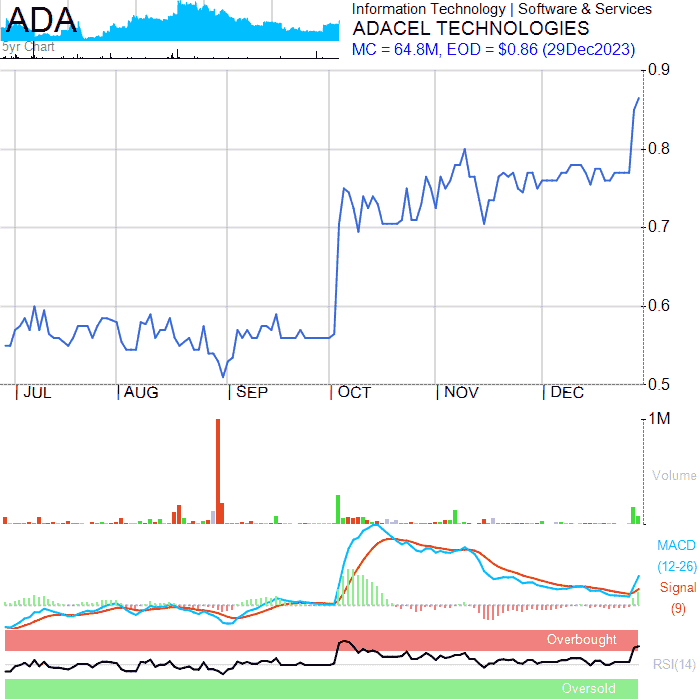 ADA
5yr Chart
Information Technology | Software & Services
ADACEL TECHNOLOGIES
MC = 64.8M, EOD = $0.86 (29Dec2023)
0.9
0.8
0.7
0.6
0.5
JUL AUG SEP OCT NOV DEC
1M
Volume
MACD
(12-26)
Signal
(9)
Overbought
RSI(14)
Oversold